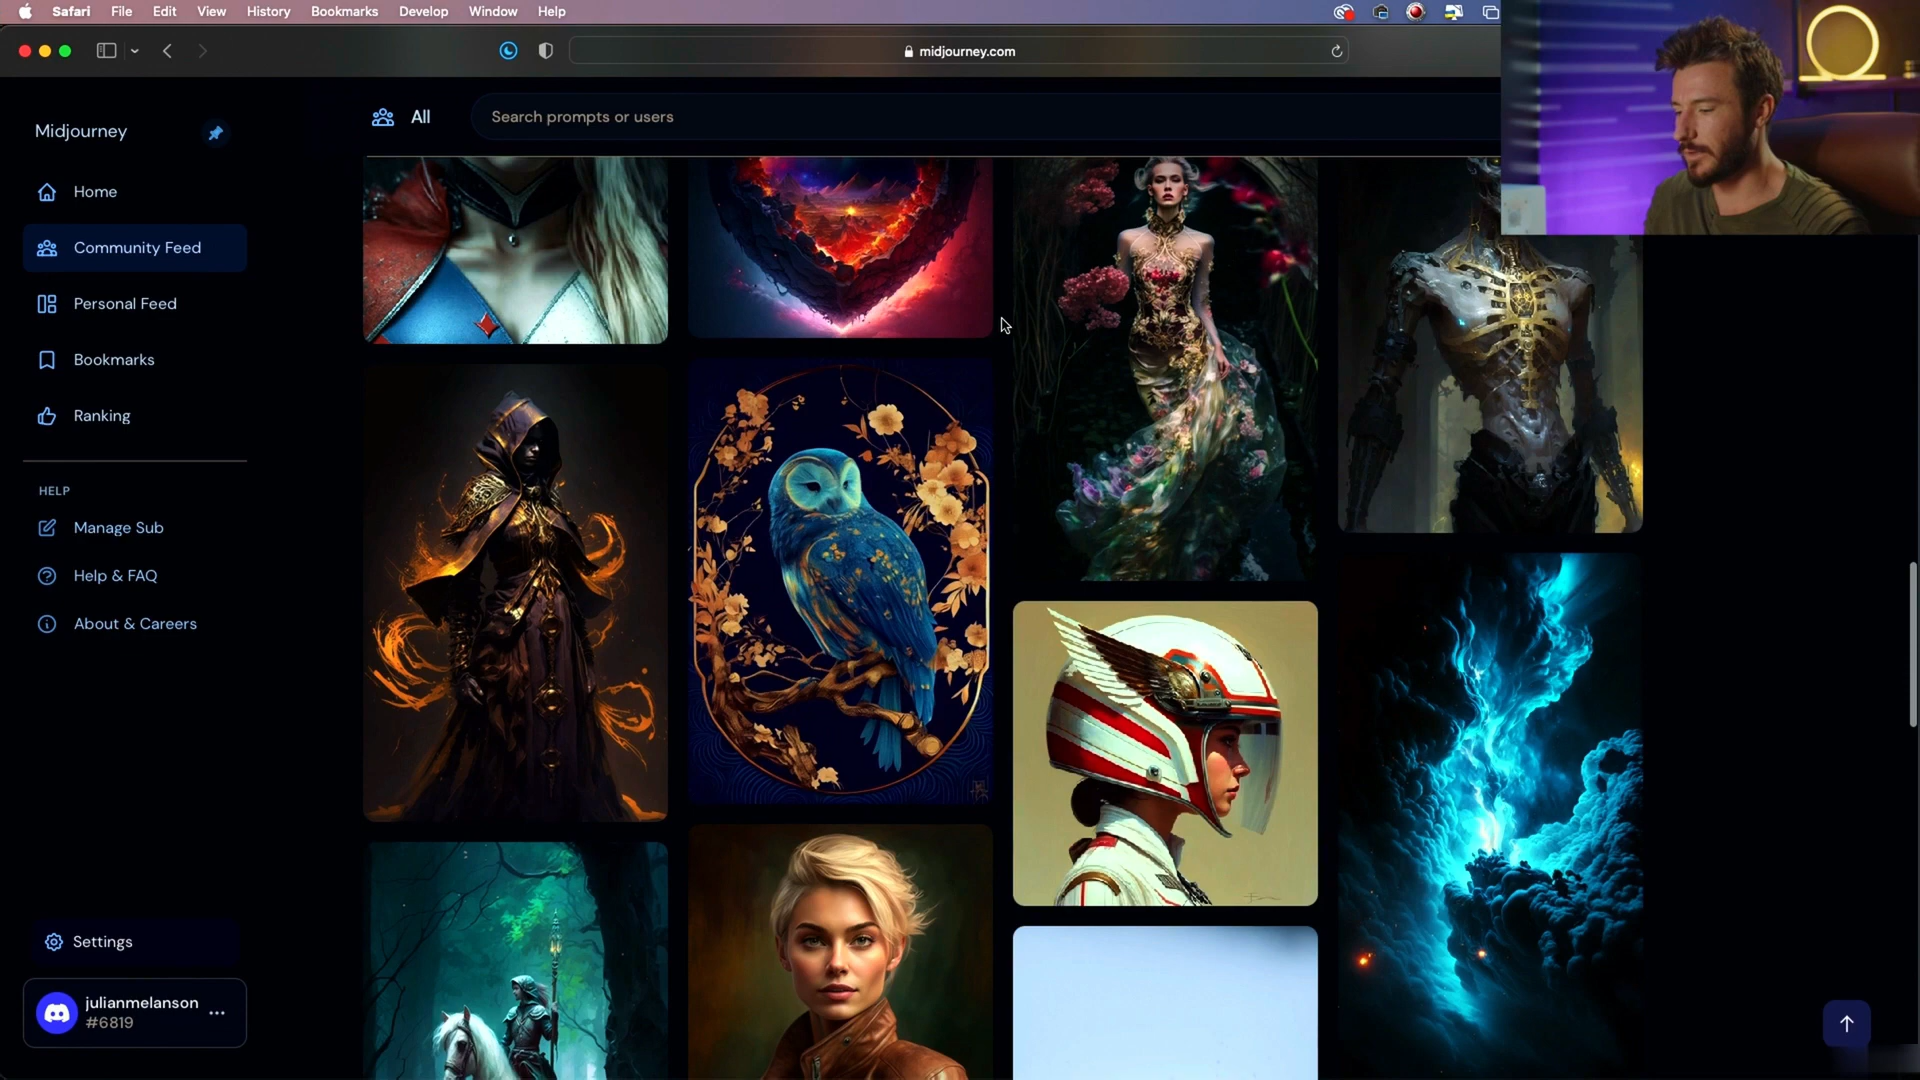 Safari File Edit View History Bookmarks Develop Window Help
midjourney.com
Midjourney
All
Search prompts or users
Home
Community Feed
Personal Feed
Bookmarks
Ranking
HELP
Manage Sub
Help & FAQ
About & Careers
Settings
julianmelanson
#6819